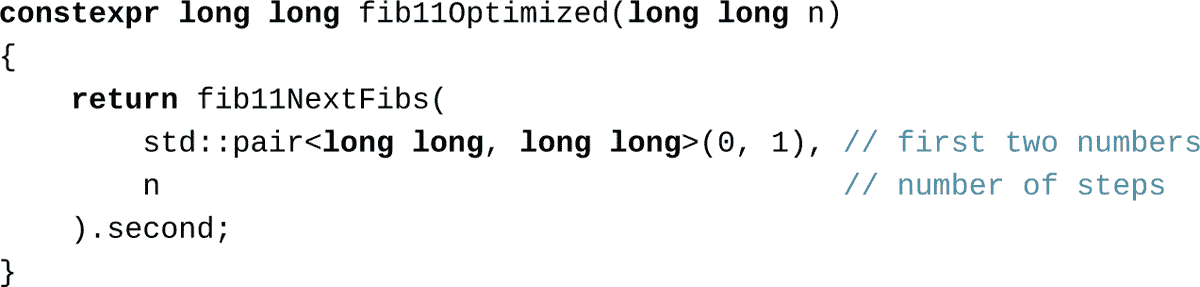 constexpr long long fib11Optimized(long long n)
{
    return fib11NextFibs(
        std::pair<long long, long long>(0, 1), // first two numbers
        n                                      // number of steps
    ).second;
}